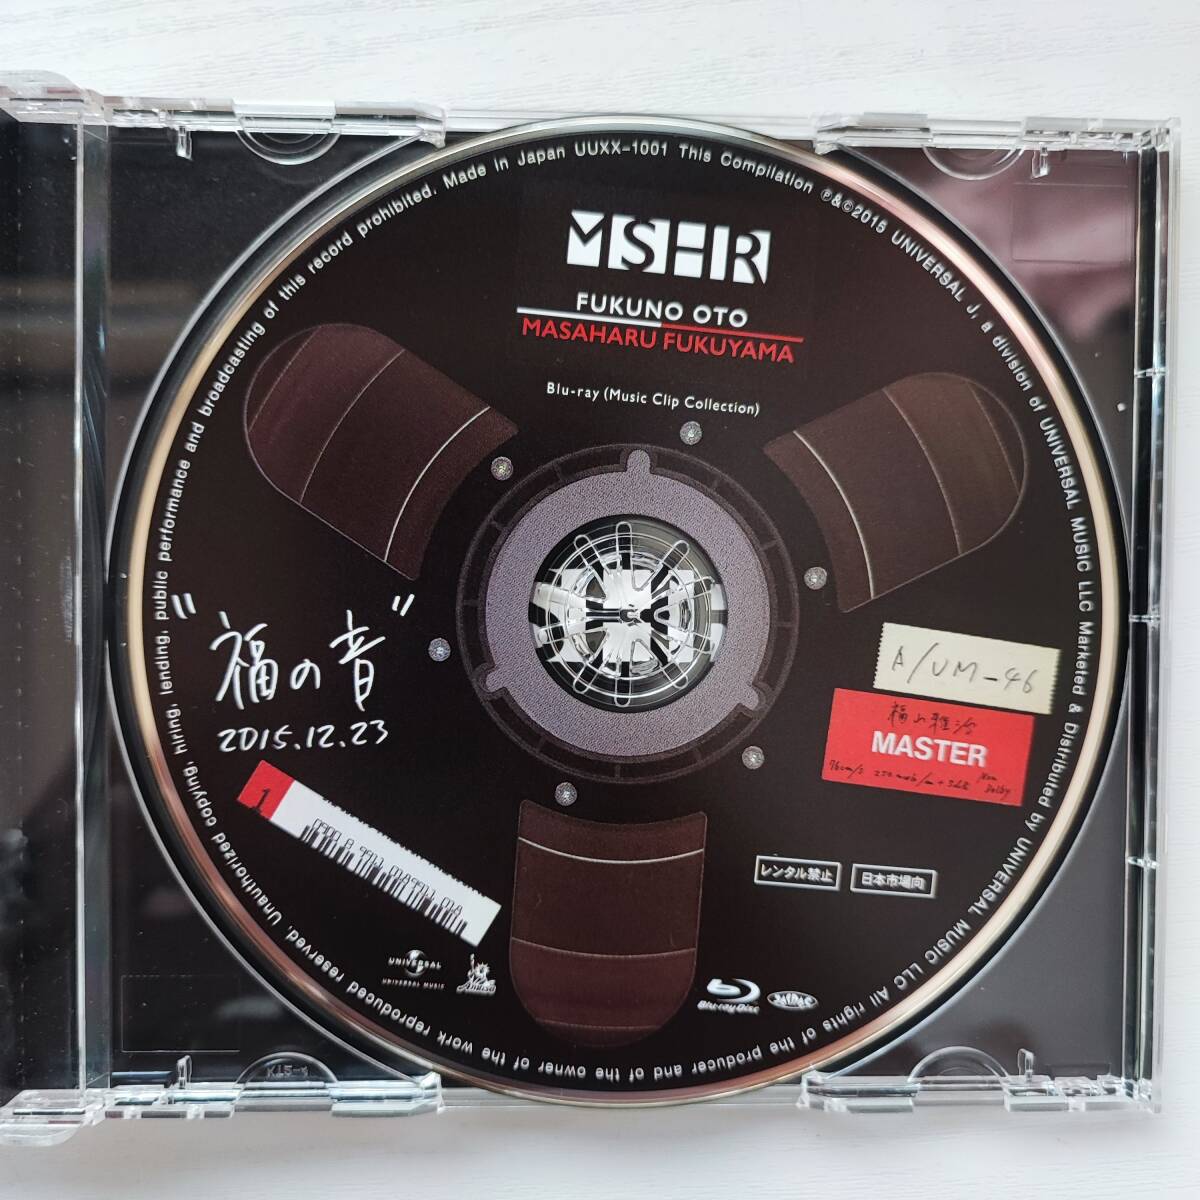 MSHR
FUKUNO OTO
MASAHARU FUKUYAMA
Blu-ray (Music Clip Collection)
"福の音"
2015.12.23
A/UM-46
福山雅治
MASTER
76cm/s
Non
Dolby
1
レンタル禁止
日本市場向
UNIVERSAL
UNIVERSAL MUSIC
Blu-ray Disc
JASRAC
Made in Japan UUXX-1001 This Compilation ℗&©2015 UNIVERSAL J, a division of UNIVERSAL MUSIC LLC Marketed & Distributed by UNIVERSAL MUSIC LLC All rights of the producer and of the owner of the work reproduced reserved. Unauthorized copying, hiring, lending, public performance and broadcasting of this record prohibited.